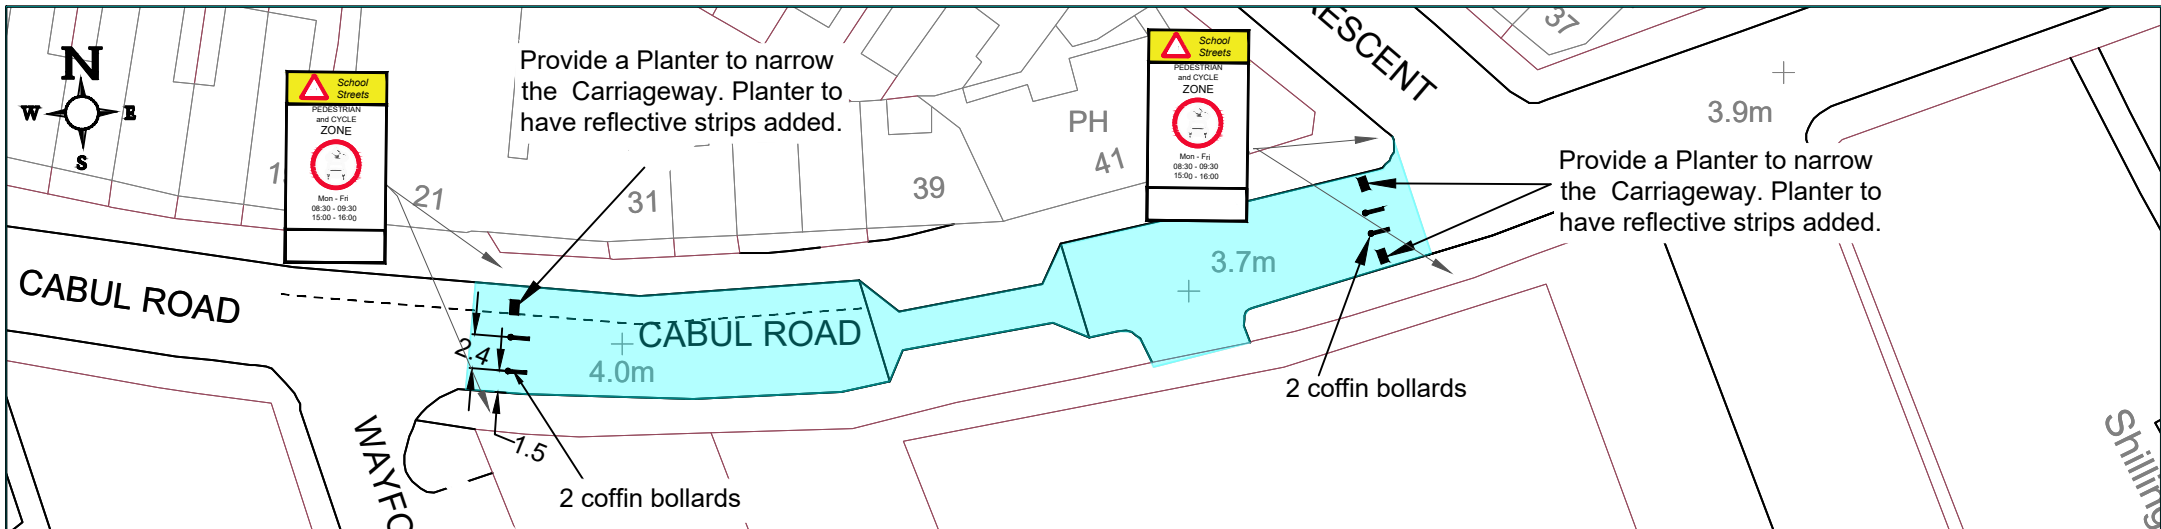 N
W
E
S
School
Streets
PEDESTRIAN
and CYCLE
ZONE
Mon - Fri
08:30 - 09:30
15:00 - 16:00
Provide a Planter to narrow
the Carriageway. Planter to
have reflective strips added.
School
Streets
PEDESTRIAN
and CYCLE
ZONE
Mon - Fri
08:30 - 09:30
15:00 - 16:00
RESCENT
37
3.9m
PH
41
39
31
21
Provide a Planter to narrow
the Carriageway. Planter to
have reflective strips added.
CABUL ROAD
CABUL ROAD
3.7m
4.0m
2.4
1.5
2 coffin bollards
2 coffin bollards
WAYFO
Shilling